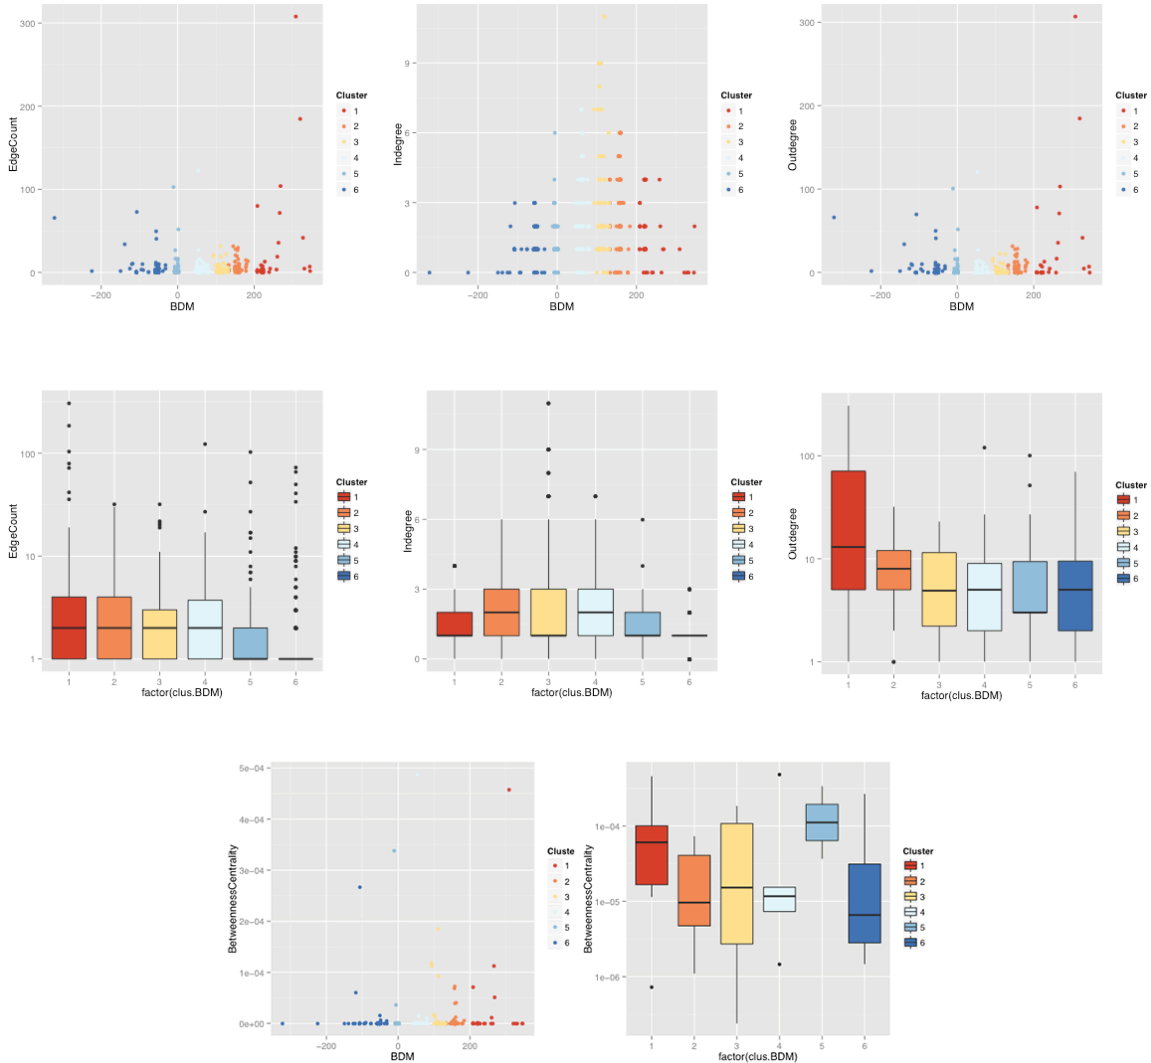 300
200
100
0
EdgeCount
−200
0
200
BDM
Cluster
1
2
3
4
5
6
9
6
3
0
Indegree
−200
0
200
BDM
Cluster
1
2
3
4
5
6
300
200
100
0
Outdegree
−200
0
200
BDM
Cluster
1
2
3
4
5
6
100
10
1
EdgeCount
1 2 3 4 5 6
factor(clus.BDM)
Cluster
1
2
3
4
5
6
9
6
3
0
Indegree
1 2 3 4 5 6
factor(clus.BDM)
Cluster
1
2
3
4
5
6
100
10
1
Outdegree
1 2 3 4 5 6
factor(clus.BDM)
Cluster
1
2
3
4
5
6
5e−04
4e−04
3e−04
2e−04
1e−04
0e+00
BetweennessCentrality
−200
0
200
BDM
Cluste
1
2
3
4
5
6
1e−04
1e−05
1e−06
BetweennessCentrality
1 2 3 4 5 6
factor(clus.BDM)
Cluster
1
2
3
4
5
6